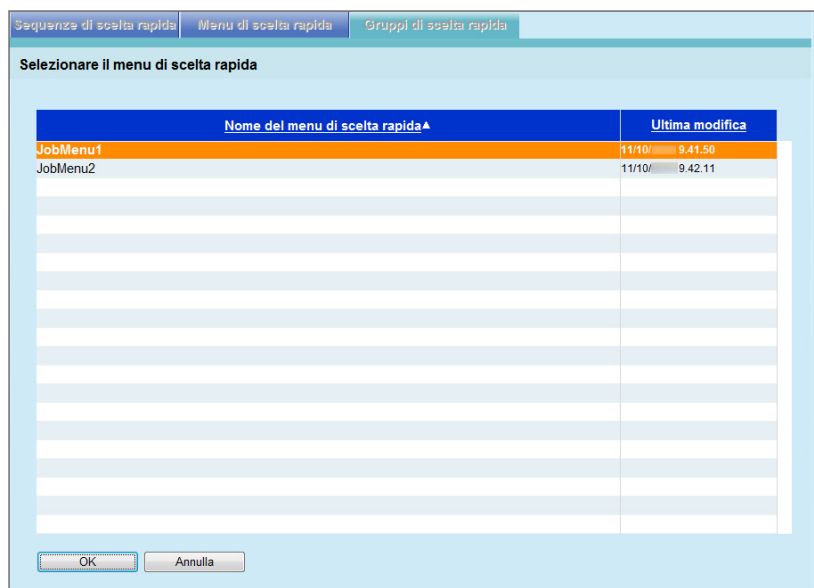 Sequenze di scelta rapida Menu di scelta rapida Gruppi di scelta rapida
Selezionare il menu di scelta rapida
Nome del menu di scelta rapida▲ Ultima modifica
JobMenu1 11/10/ 9.41.50
JobMenu2 11/10/ 9.42.11
OK Annulla